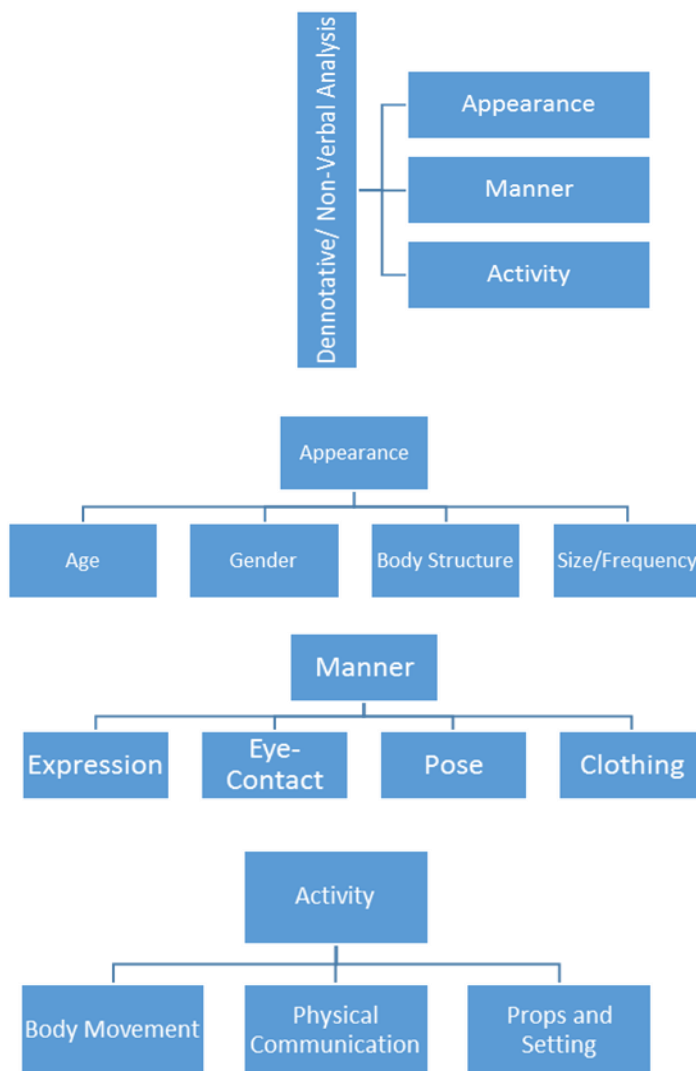 Dennotative/ Non-Verbal Analysis
Appearance
Manner
Activity
Appearance
Age
Gender
Body Structure
Size/Frequency
Manner
Expression
Eye-
Contact
Pose
Clothing
Activity
Body Movement
Physical
Communication
Props and
Setting